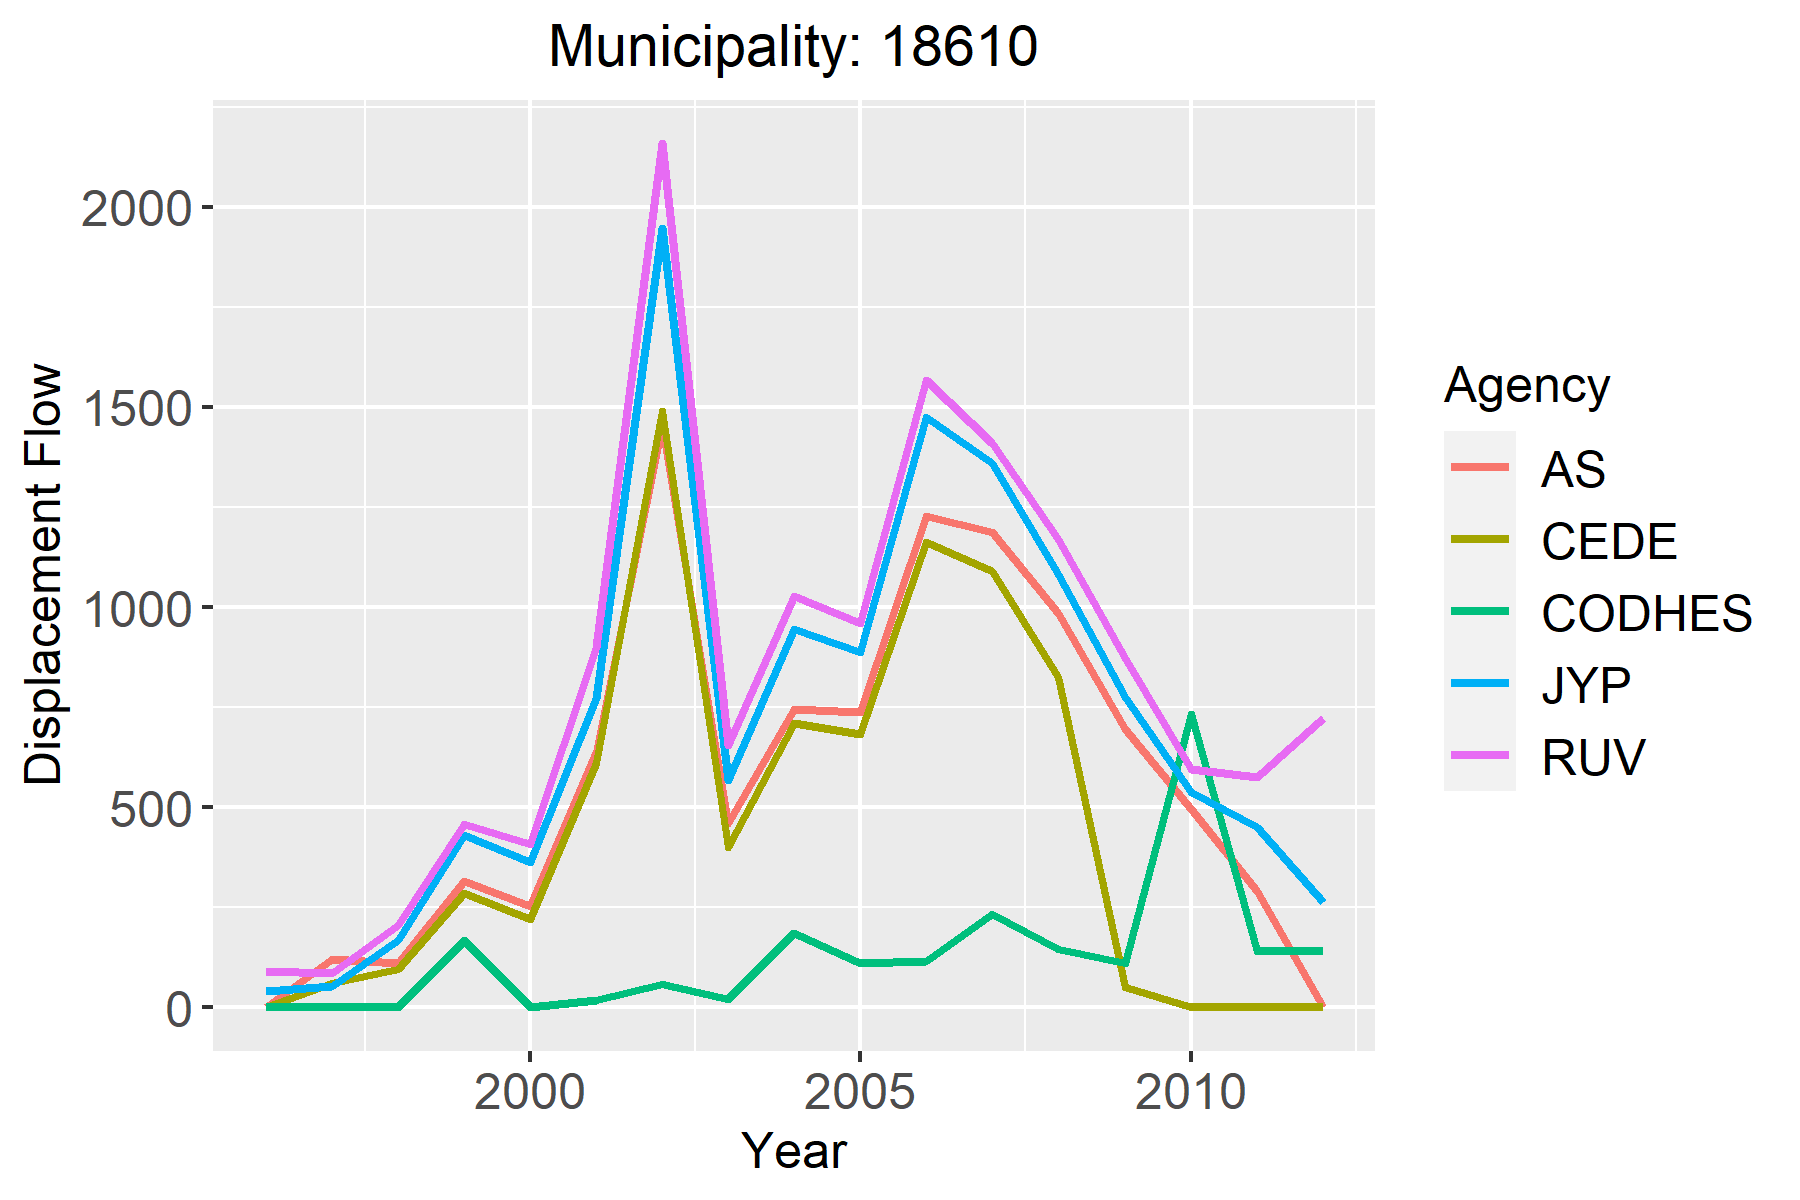 Municipality: 18610
Displacement Flow
2000
1500
1000
500
0
2000 2005 2010
Year
Agency
AS
CEDE
CODHES
JYP
RUV